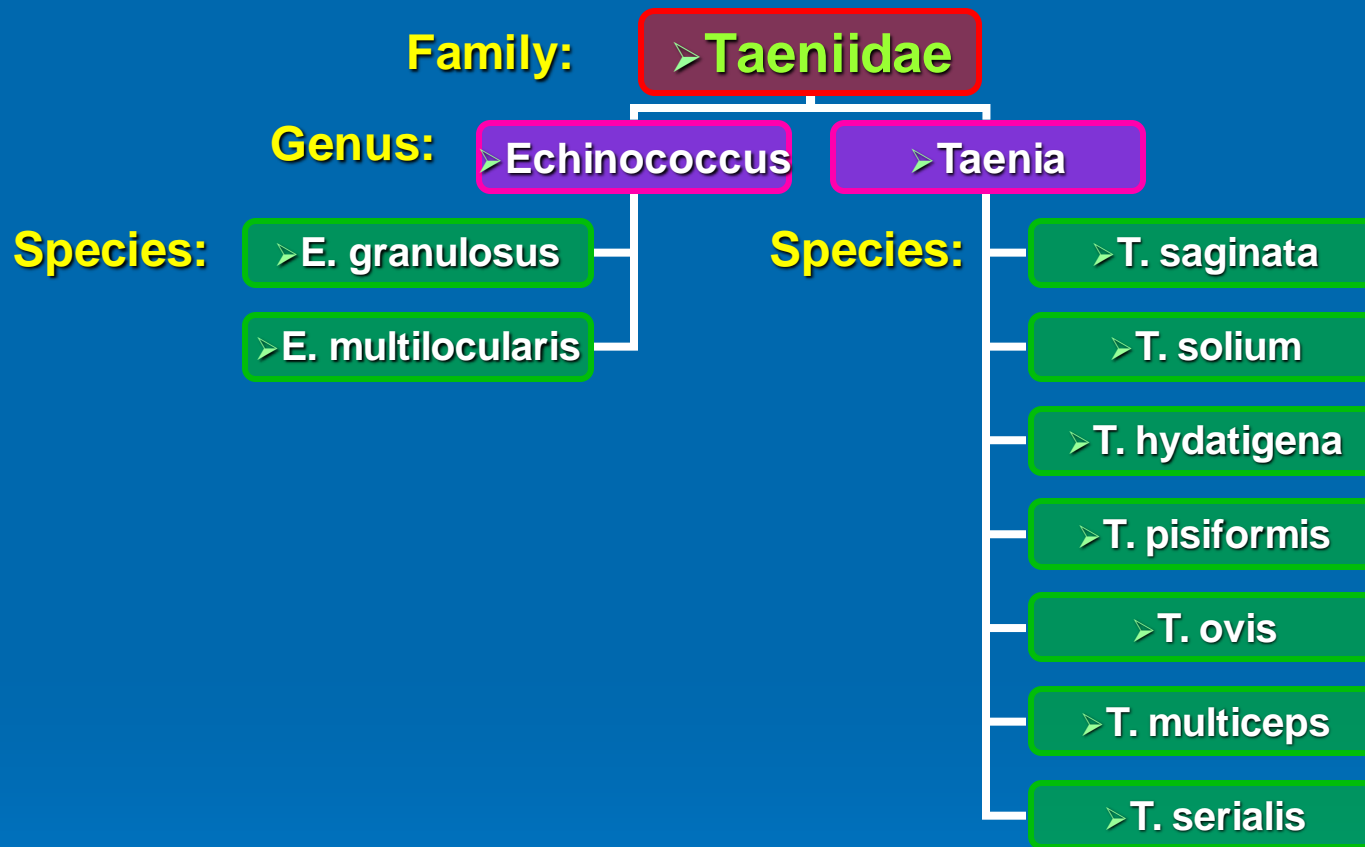 Family:
➢Taeniidae
Genus:
➢Echinococcus
➢Taenia
Species:
➢E. granulosus
➢E. multilocularis
Species:
➢T. saginata
➢T. solium
➢T. hydatigena
➢T. pisiformis
➢T. ovis
➢T. multiceps
➢T. serialis